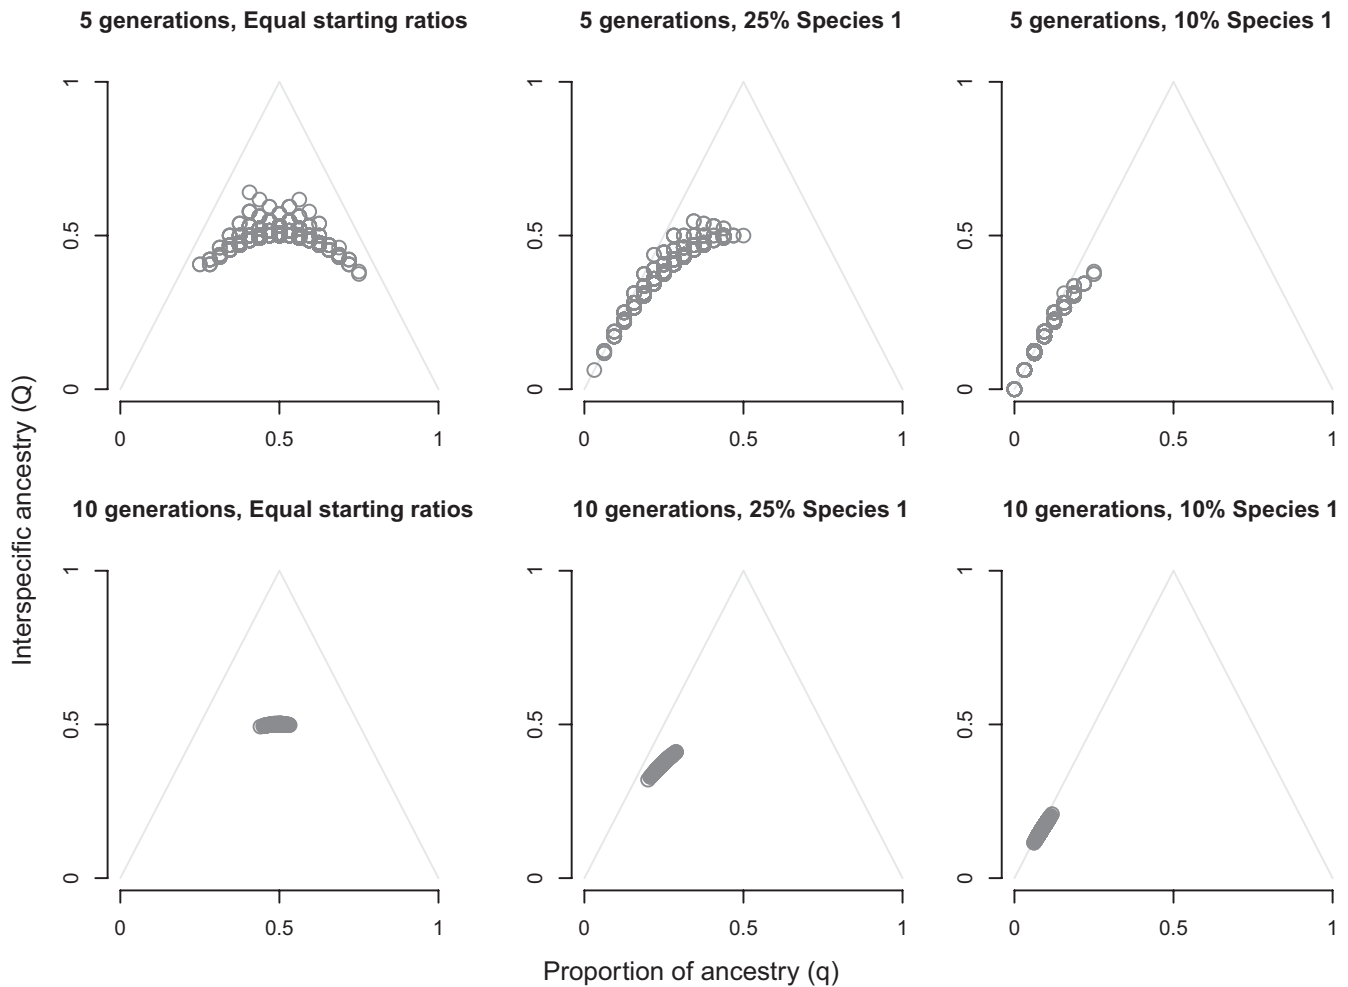 5 generations, Equal starting ratios
5 generations, 25% Species 1
5 generations, 10% Species 1
1
0.5
0
0 0.5 1
1
0.5
0
0 0.5 1
1
0.5
0
0 0.5 1
Interspecific ancestry (Q)
10 generations, Equal starting ratios
10 generations, 25% Species 1
10 generations, 10% Species 1
1
0.5
0
0 0.5 1
1
0.5
0
0 0.5 1
1
0.5
0
0 0.5 1
Proportion of ancestry (q)